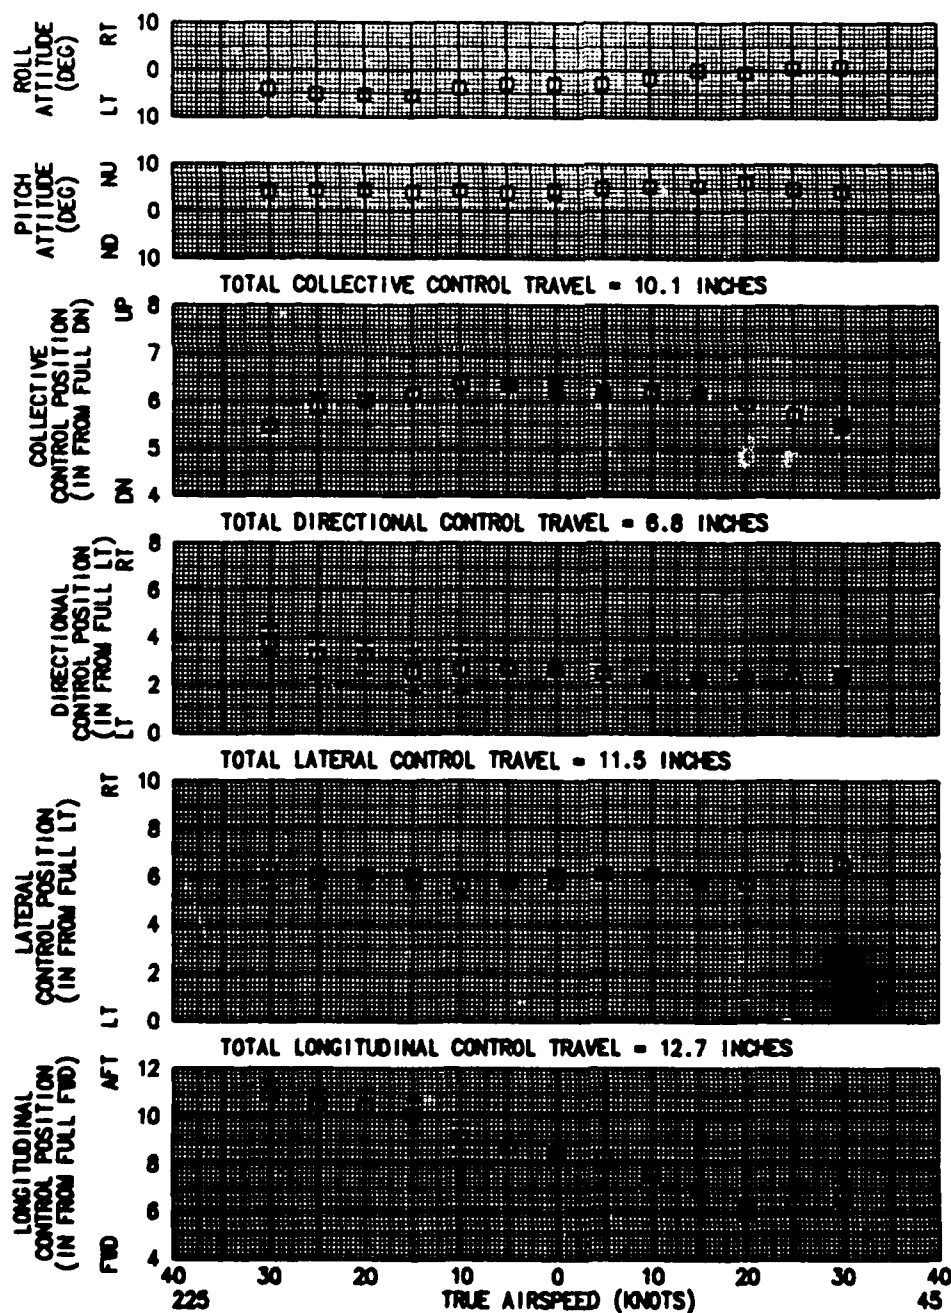 ROLL
ATTITUDE
(DEG)
LT RT
10
0
10
PITCH
ATTITUDE
(DEG)
ND NU
10
0
10
TOTAL COLLECTIVE CONTROL TRAVEL = 10.1 INCHES
COLLECTIVE
CONTROL POSITION
(IN FROM FULL DN)
DN UP
8
7
6
5
4
TOTAL DIRECTIONAL CONTROL TRAVEL = 6.8 INCHES
DIRECTIONAL
CONTROL POSITION
(IN FROM FULL LT)
LT RT
8
6
4
2
0
TOTAL LATERAL CONTROL TRAVEL = 11.5 INCHES
LATERAL
CONTROL POSITION
(IN FROM FULL LT)
LT RT
10
8
6
4
2
0
TOTAL LONGITUDINAL CONTROL TRAVEL = 12.7 INCHES
LONGITUDINAL
CONTROL POSITION
(IN FROM FULL FWD)
FWD AFT
12
10
8
6
4
40 30 20 10 0 10 20 30 40
225 TRUE AIRSPEED (KNOTS) 45